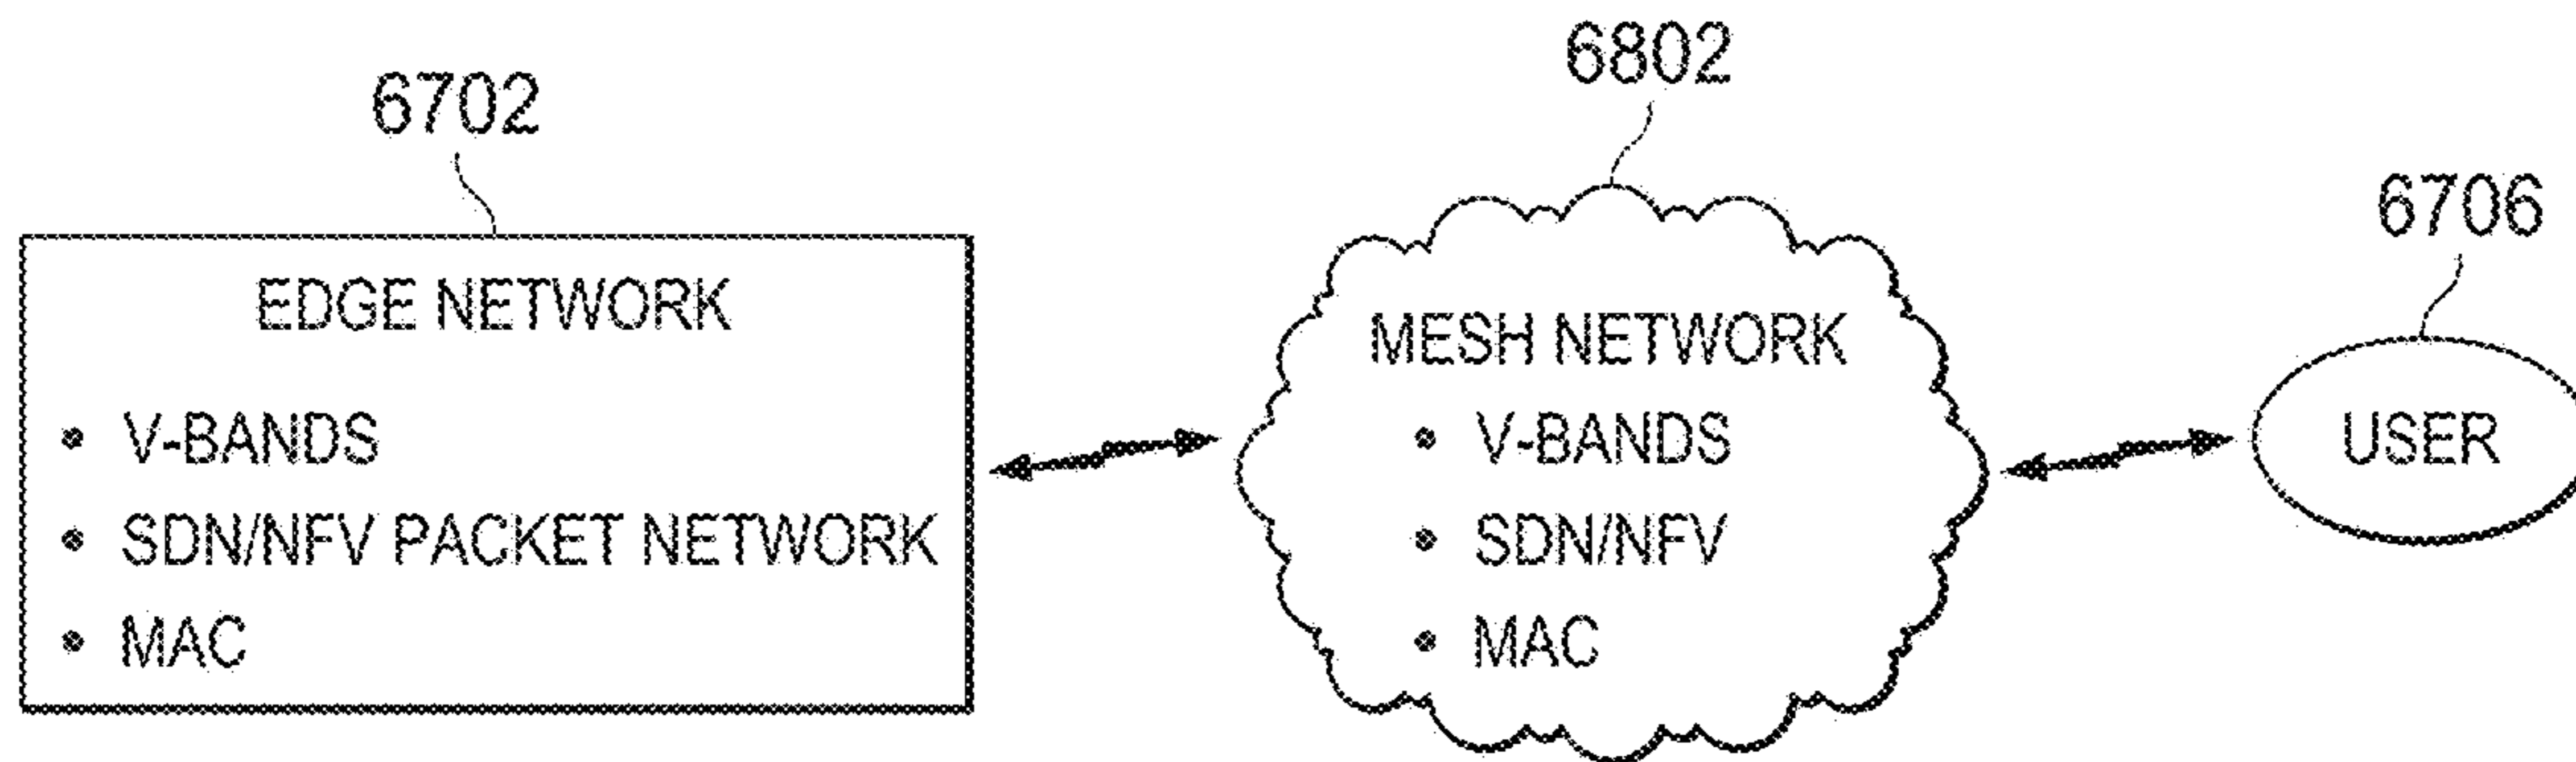 6702
6802
6706
EDGE NETWORK
• V-BANDS
• SDN/NFV PACKET NETWORK
• MAC
MESH NETWORK
• V-BANDS
• SDN/NFV
• MAC
USER